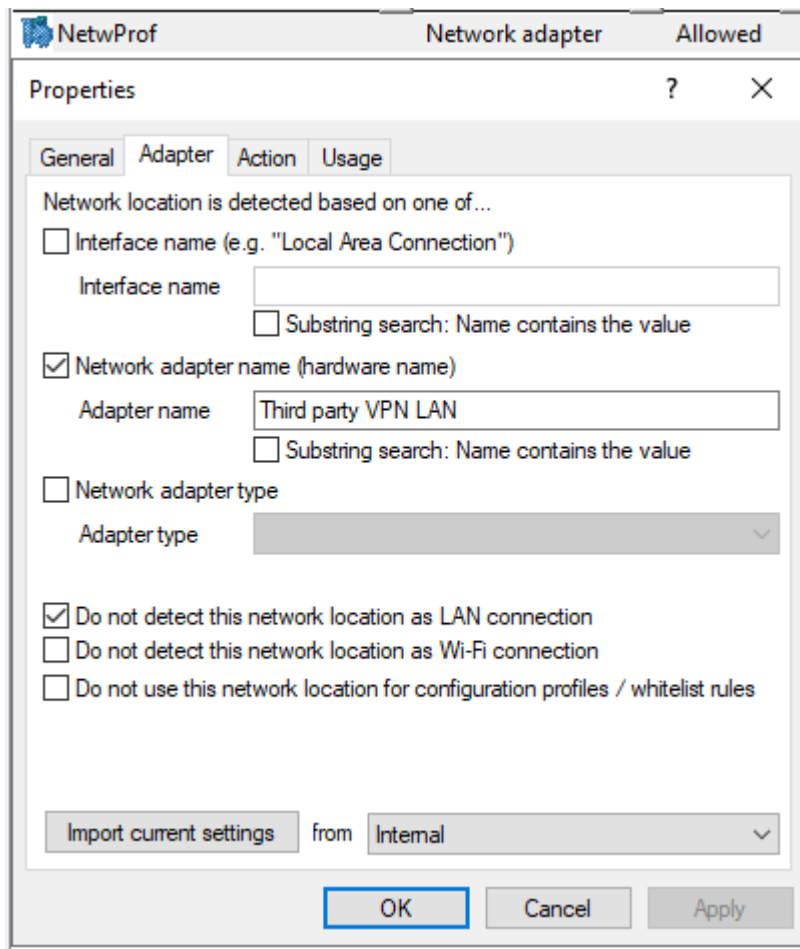 NetwProf Network adapter Allowed
Properties ?
General Adapter Action Usage
Network location is detected based on one of...
Interface name (e.g. "Local Area Connection")
Interface name
Substring search: Name contains the value
Network adapter name (hardware name)
Adapter name Third party VPN LAN
Substring search: Name contains the value
Network adapter type
Adapter type
Do not detect this network location as LAN connection
Do not detect this network location as Wi-Fi connection
Do not use this network location for configuration profiles / whitelist rules
Import current settings from Internal
OK Cancel Apply